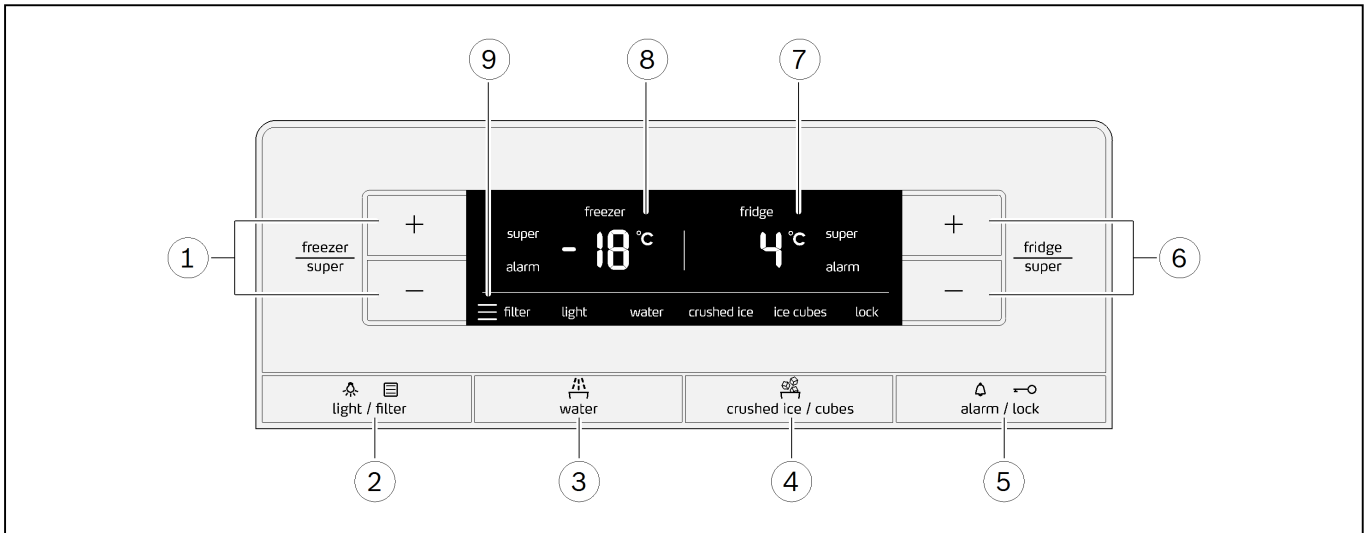 9 8 7
freezer fridge
+ super - 18 °C 4 °C super +
1 freezer super fridge super 6
− alarm alarm −
filter light water crushed ice ice cubes lock
light / filter water crushed ice / cubes alarm / lock
2 3 4 5